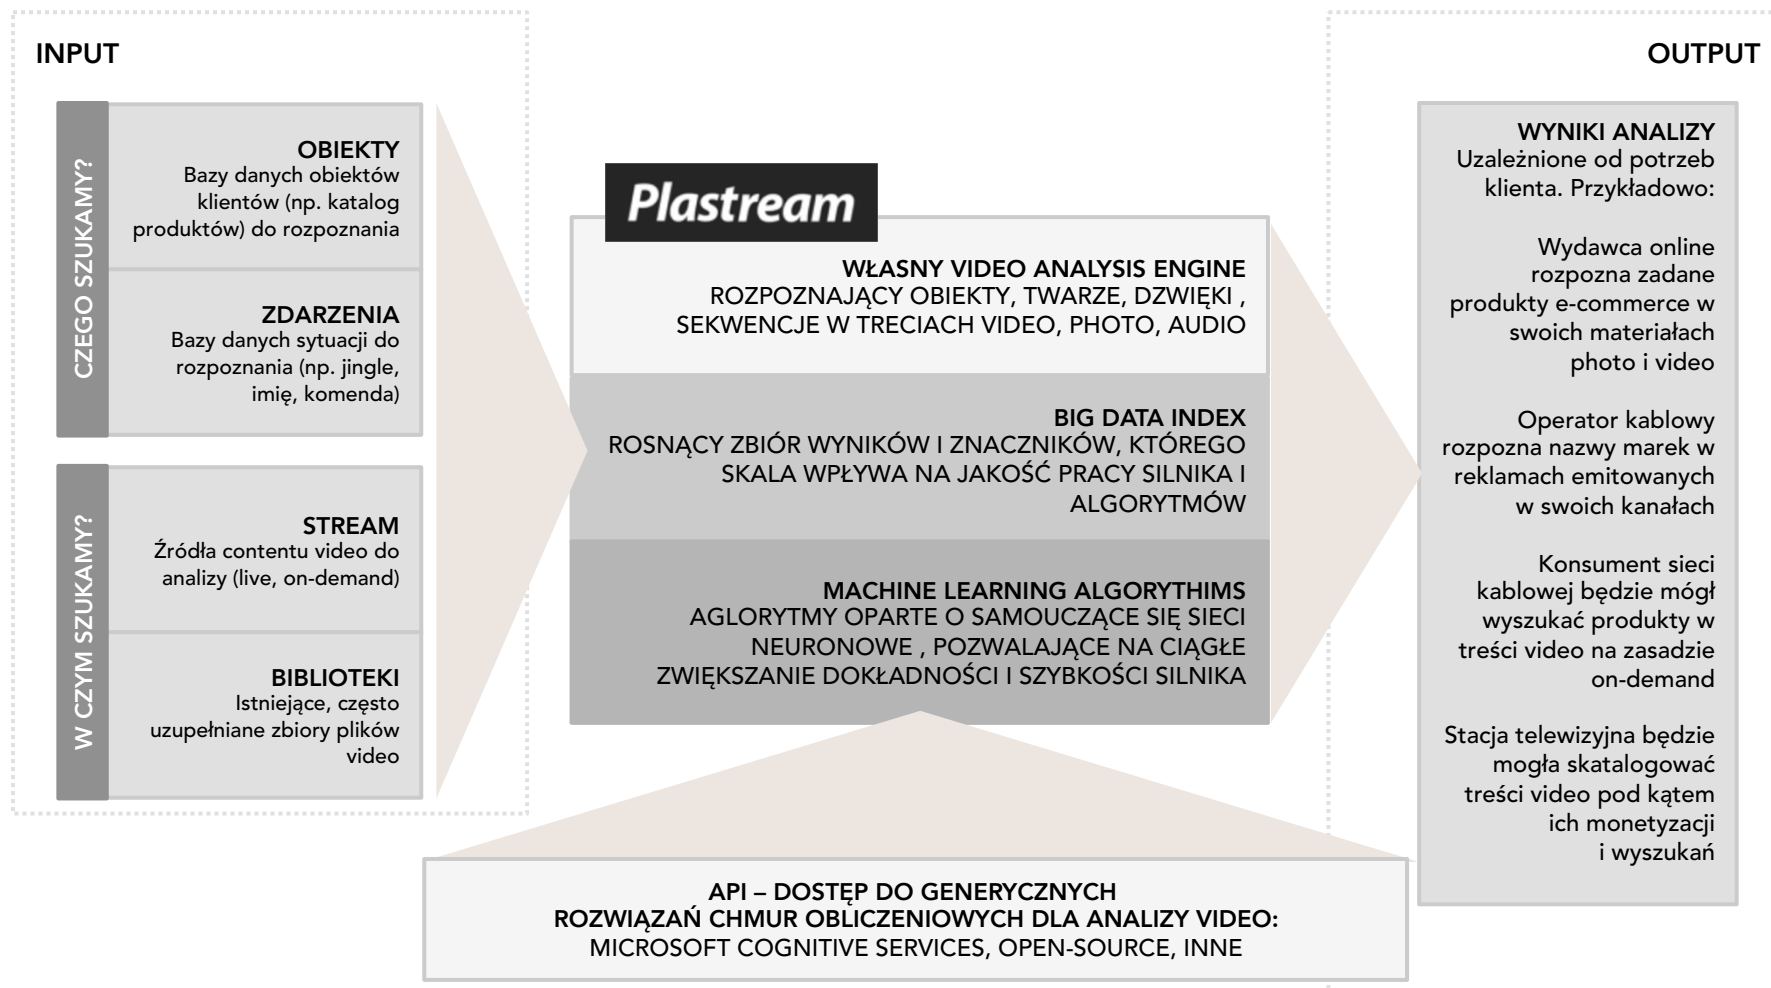 INPUT
CZEGO SZUKAMY?
OBIEKTY
Bazy danych obiektów
klientów (np. katalog
produktów) do rozpoznania
ZDARZENIA
Bazy danych sytuacji do
rozpoznania (np. jingle,
imię, komenda)
W CZYM SZUKAMY?
STREAM
Źródła contentu video do
analizy (live, on-demand)
BIBLIOTEKI
Istniejące, często
uzupełniane zbiory plików
video
Plastream
WŁASNY VIDEO ANALYSIS ENGINE
ROZPOZNAJĄCY OBIEKTY, TWARZE, DZWIĘKI ,
SEKWENCJE W TRECIACH VIDEO, PHOTO, AUDIO
BIG DATA INDEX
ROSNĄCY ZBIÓR WYNIKÓW I ZNACZNIKÓW, KTÓREGO
SKALA WPŁYWA NA JAKOŚĆ PRACY SILNIKA I
ALGORYTMÓW
MACHINE LEARNING ALGORYTHIMS
AGLORYTMY OPARTE O SAMOUCZĄCE SIĘ SIECI
NEURONOWE , POZWALAJĄCE NA CIĄGŁE
ZWIĘKSZANIE DOKŁADNOŚCI I SZYBKOŚCI SILNIKA
API – DOSTĘP DO GENERYCZNYCH
ROZWIĄZAŃ CHMUR OBLICZENIOWYCH DLA ANALIZY VIDEO:
MICROSOFT COGNITIVE SERVICES, OPEN-SOURCE, INNE
OUTPUT
WYNIKI ANALIZY
Uzależnione od potrzeb
klienta. Przykładowo:
Wydawca online
rozpozna zadane
produkty e-commerce w
swoich materiałach
photo i video
Operator kablowy
rozpozna nazwy marek w
reklamach emitowanych
w swoich kanałach
Konsument sieci
kablowej będzie mógł
wyszukać produkty w
treści video na zasadzie
on-demand
Stacja telewizyjna będzie
mogła skatalogować
treści video pod kątem
ich monetyzacji
i wyszukań